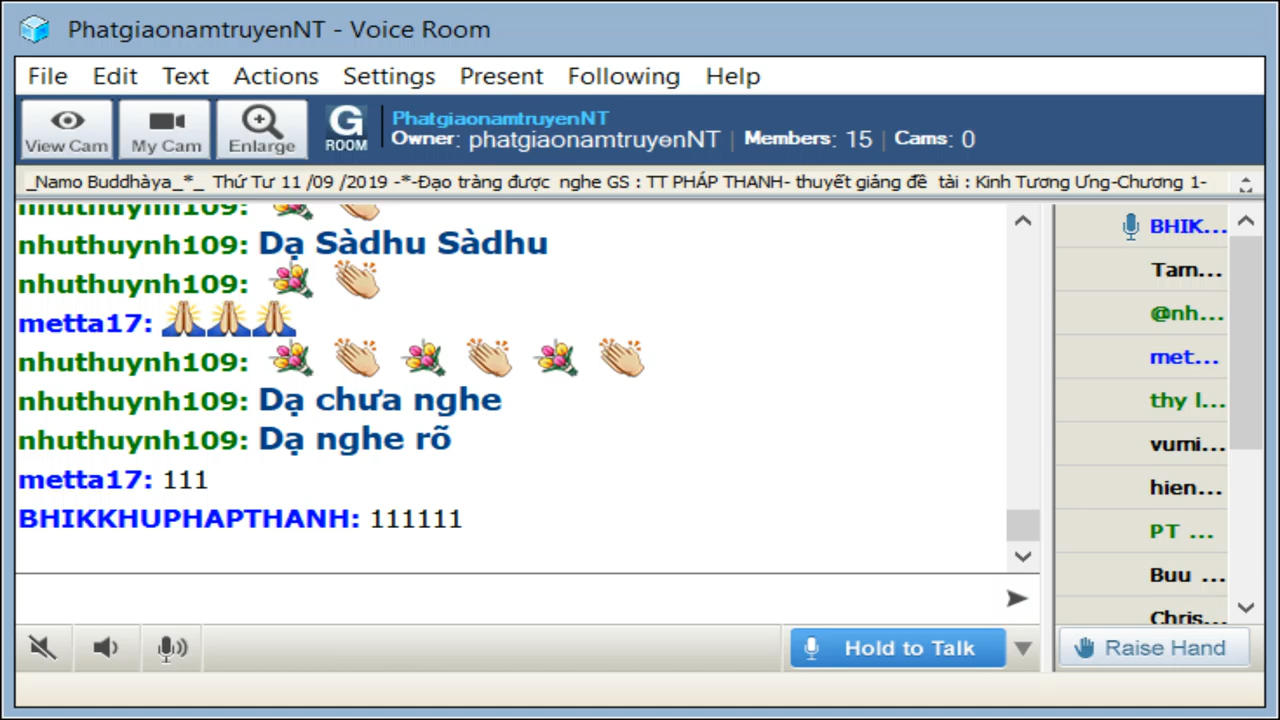 PhatgiaonamtruyenNT - Voice Room
File Edit Text Actions Settings Present Following Help
View Cam My Cam Enlarge G ROOM
PhatgiaonamtruyenNT
Owner: phatgiaonamtruyenNT | Members: 15 | Cams: 0
_Namo Buddhàya_*_ Thứ Tư 11 /09 /2019 -*-Đạo tràng được nghe GS : TT PHÁP THANH- thuyết giảng đề tài : Kinh Tương Ưng-Chương 1-
nhuthuynh109:
nhuthuynh109: Dạ Sàdhu Sàdhu
nhuthuynh109:
metta17:
nhuthuynh109:
nhuthuynh109: Dạ chưa nghe
nhuthuynh109: Dạ nghe rõ
metta17: 111
BHIKKHUPHAPTHANH: 111111
BHIK...
Tam...
@nh...
met...
thy l...
vumi...
hien...
PT ...
Buu ...
Chris...
Hold to Talk
Raise Hand